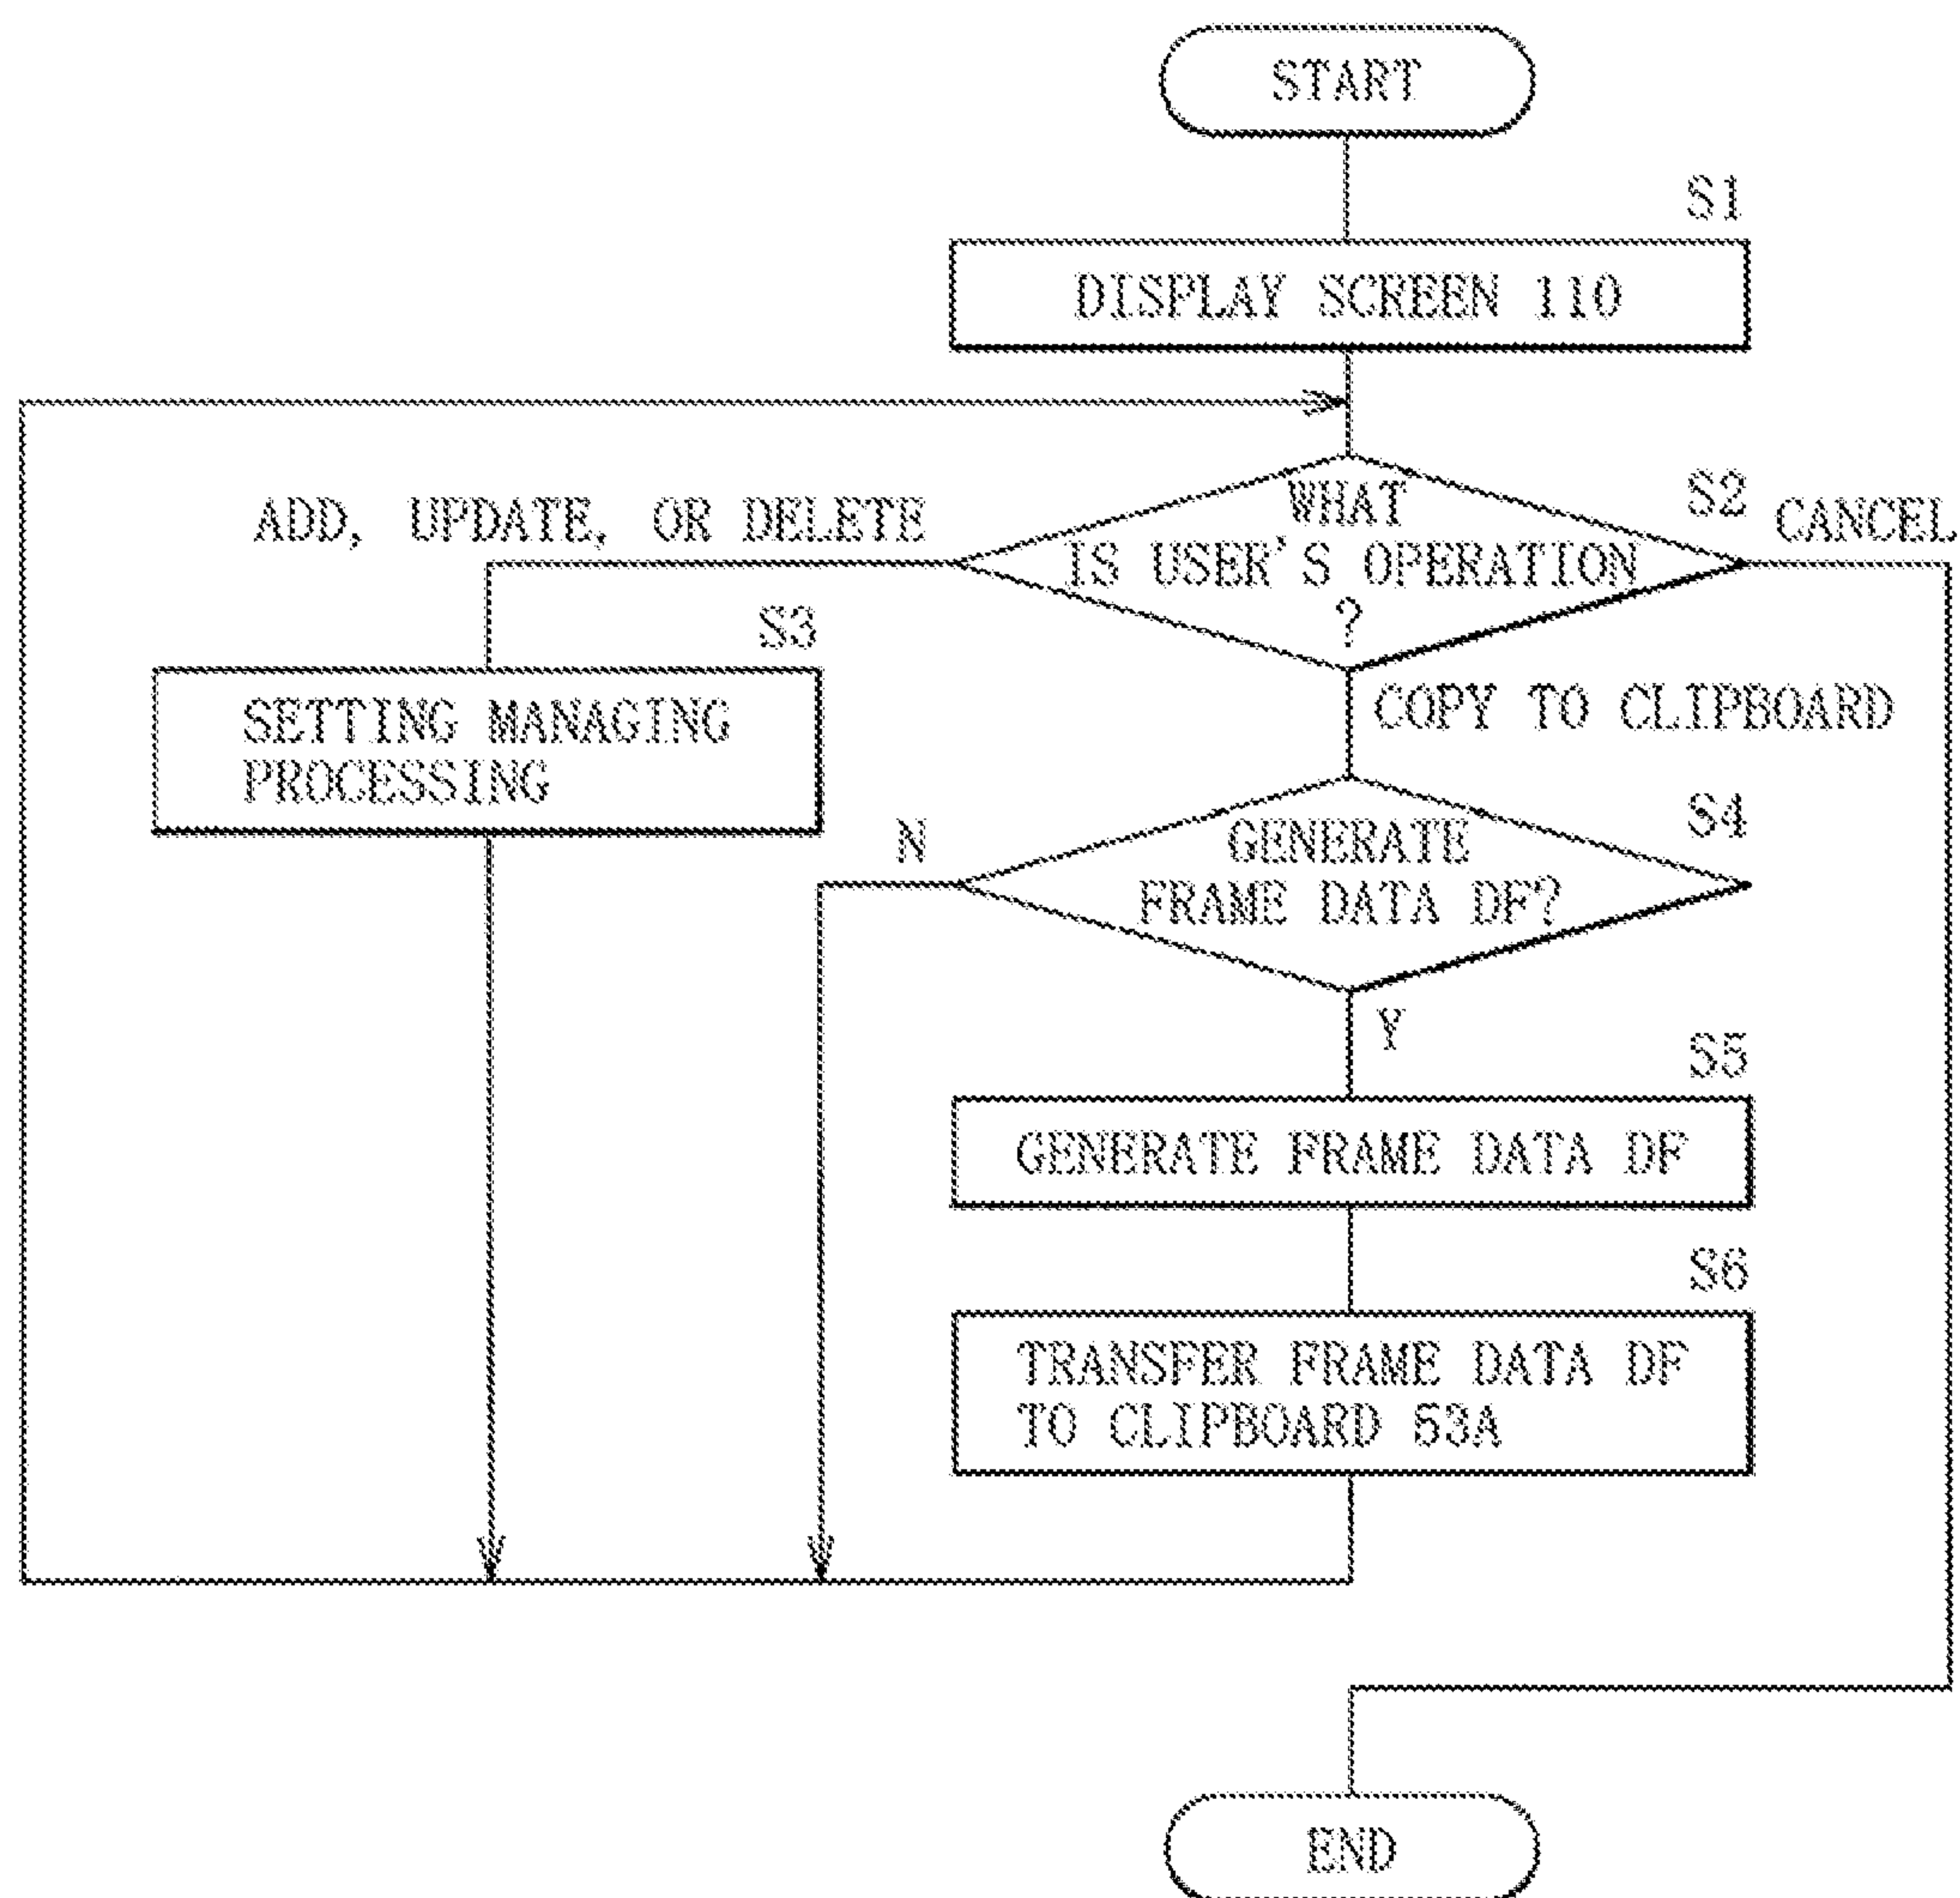 START
S1
DISPLAY SCREEN 110
S2
WHAT
IS USER'S OPERATION
?
ADD, UPDATE, OR DELETE
CANCEL
S3
SETTING MANAGING
PROCESSING
COPY TO CLIPBOARD
S4
GENERATE
FRAME DATA DF?
N
Y
S5
GENERATE FRAME DATA DF
S6
TRANSFER FRAME DATA DF
TO CLIPBOARD 53A
END